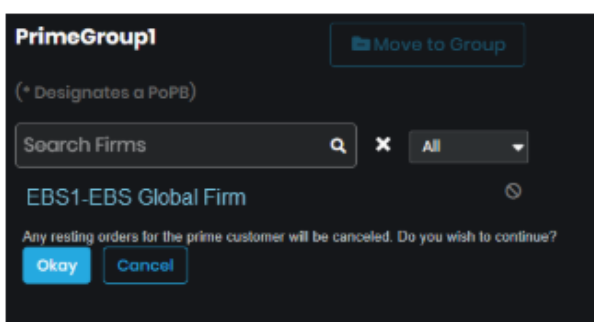 PrimeGroup1
Move to Group
(* Designates a PoPB)
Search Firms
All
EBS1-EBS Global Firm
Any resting orders for the prime customer will be canceled. Do you wish to continue?
Okay
Cancel